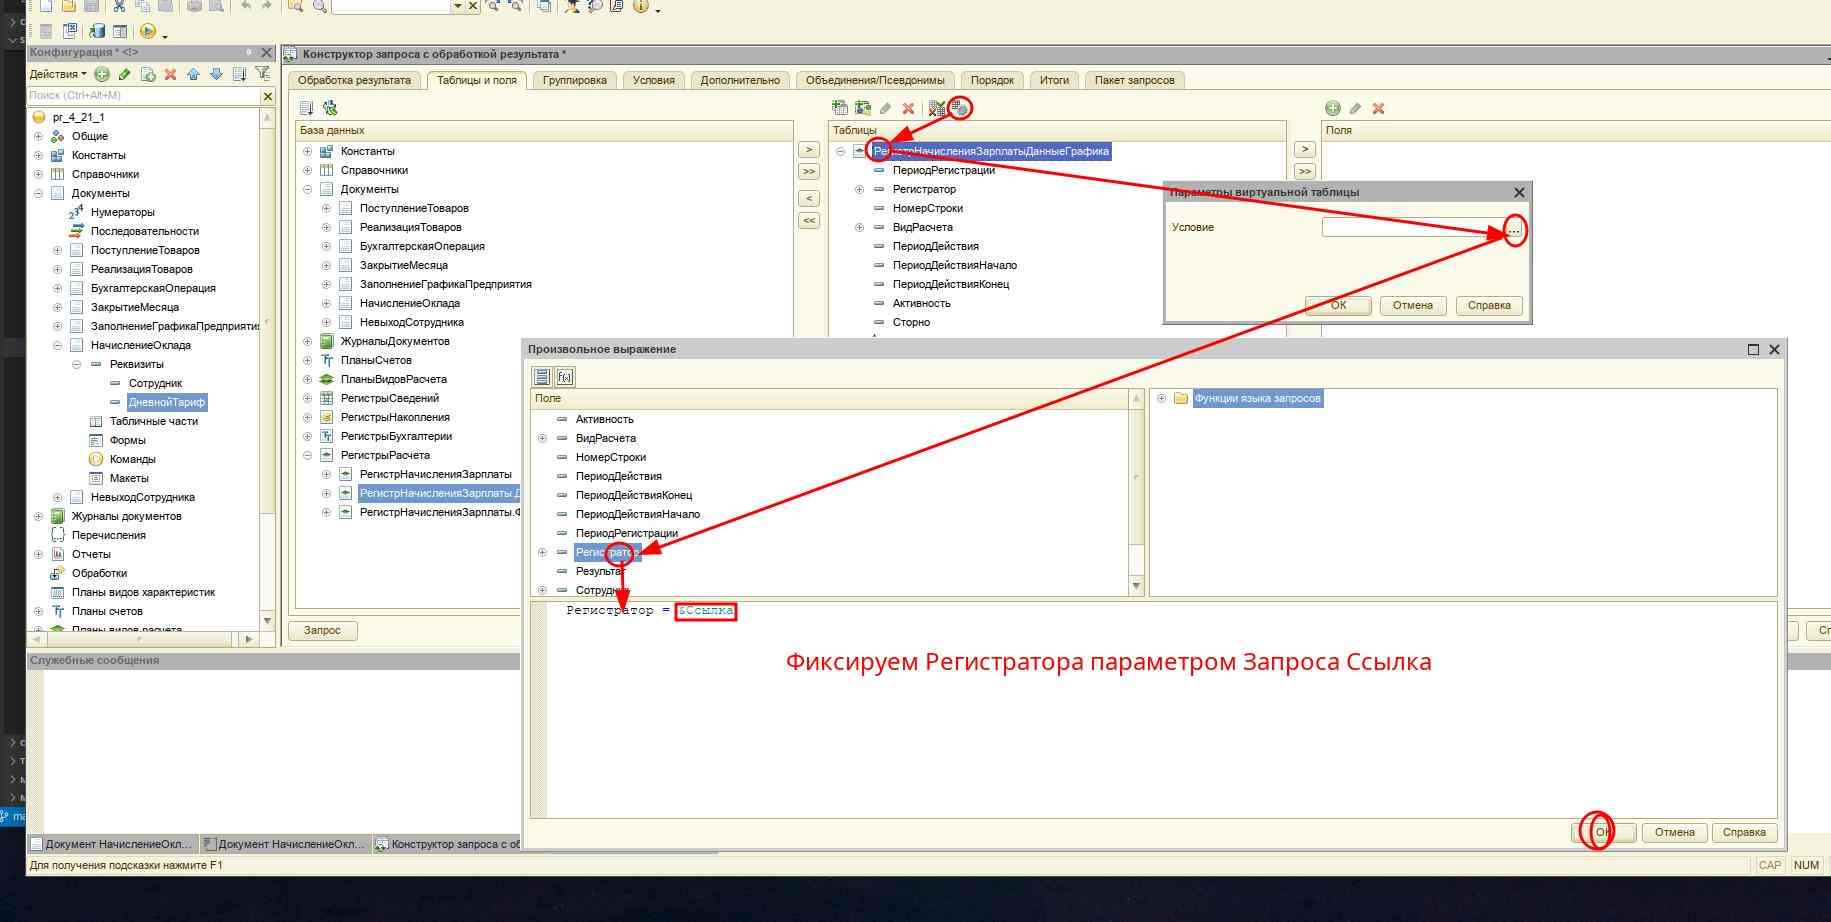 Конфигурация * <!>
Действия
Поиск (Ctrl+Alt+M)
pr_4_21_1
Общие
Константы
Справочники
Документы
Нумераторы
Последовательности
ПоступлениеТоваров
РеализацияТоваров
БухгалтерскаяОперация
ЗакрытиеМесяца
ЗаполнениеГрафикаПредприяти
НачислениеОклада
Реквизиты
Сотрудник
ДневнойТариф
Табличные части
Формы
Команды
Макеты
НевыходСотрудника
Журналы документов
Перечисления
Отчеты
Обработки
Планы видов характеристик
Планы счетов
Планы видов расчета
Конструктор запроса с обработкой результата *
Обработка результата
Таблицы и поля
Группировка
Условия
Дополнительно
Объединения/Псевдонимы
Порядок
Итоги
Пакет запросов
База данных
Константы
Справочники
Документы
ПоступлениеТоваров
РеализацияТоваров
БухгалтерскаяОперация
ЗакрытиеМесяца
ЗаполнениеГрафикаПредприятия
НачислениеОклада
НевыходСотрудника
ЖурналыДокументов
ПланыСчетов
ПланыВидовРасчета
РегистрыСведений
РегистрыНакопления
РегистрыБухгалтерии
РегистрыРасчета
РегистрНачисленияЗарплаты
РегистрНачисленияЗарплаты.Д
РегистрНачисленияЗарплаты.Ф
>
>>
<
<<
Таблицы
РегистрНачисленияЗарплатыДанныеГрафика
ПериодРегистрации
Регистратор
НомерСтроки
ВидРасчета
ПериодДействия
ПериодДействияНачало
ПериодДействияКонец
Активность
Сторно
>
>>
Поля
Параметры виртуальной таблицы
Условие
...
ОК
Отмена
Справка
Произвольное выражение
Поле
Активность
ВидРасчета
НомерСтроки
ПериодДействия
ПериодДействияКонец
ПериодДействияНачало
ПериодРегистрации
Регистратор
Результат
Сотрудник
Функции языка запросов
Регистратор = &Ссылка
Фиксируем Регистратора параметром Запроса Ссылка
ОК
Отмена
Справка
Запрос
Сп
Служебные сообщения
Документ НачислениеОкл...
Документ НачислениеОкл...
Конструктор запроса с об
Для получения подсказки нажмите F1
CAP
NUM